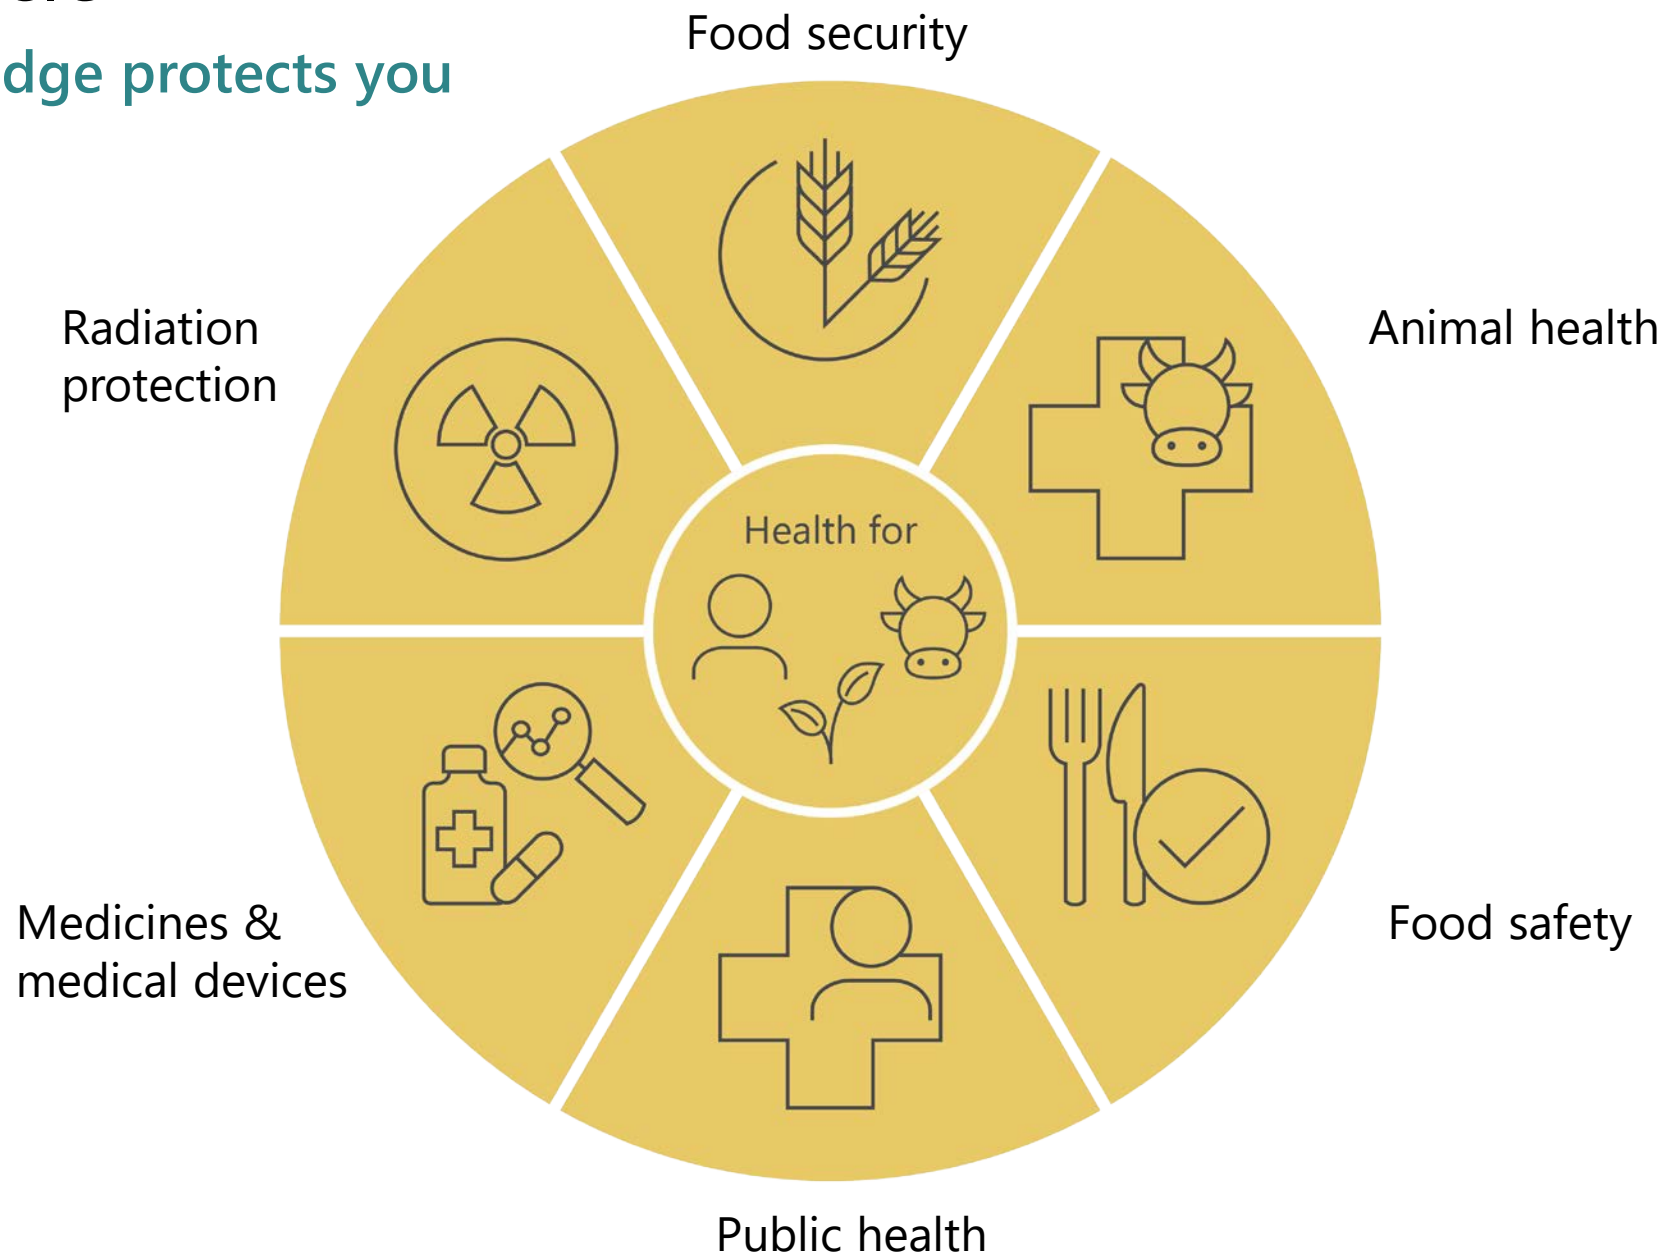 dge protects you
Food security
Radiation
protection
Animal health
Health for
Medicines &
medical devices
Food safety
Public health